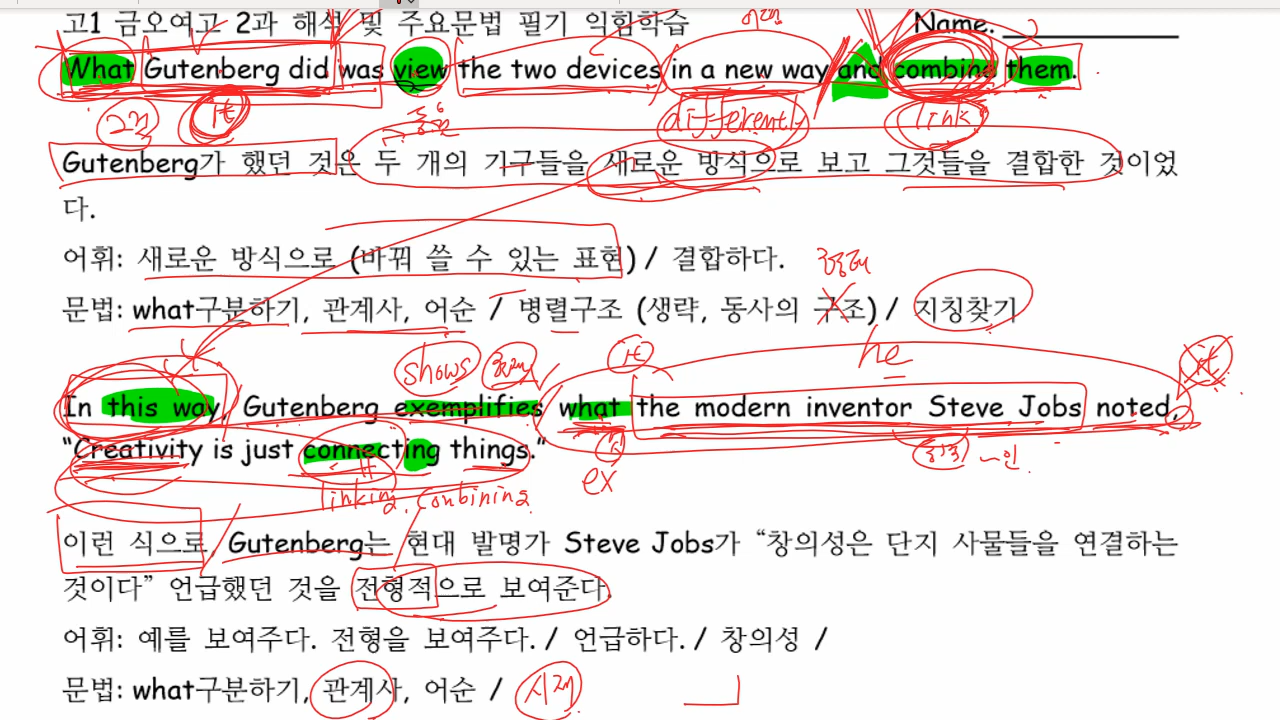 고1 금오여고 2과 해석 및 주요문법 필기 익힘학습 Name. ____________
What Gutenberg did was view the two devices in a new way and combine them.
it differently link
Gutenberg가 했던 것은 두 개의 기구들을 새로운 방식으로 보고 그것들을 결합한 것이었
다.
어휘: 새로운 방식으로 (바꿔 쓸 수 있는 표현) / 결합하다.
문법: what구분하기, 관계사, 어순 / 병렬구조 (생략, 동사의 구조) / 지칭찾기
shows it he it
In this way, Gutenberg exemplifies what the modern inventor Steve Jobs noted,
“Creativity is just connecting things.”
linking, combining ex
이런 식으로, Gutenberg는 현대 발명가 Steve Jobs가 “창의성은 단지 사물들을 연결하는
것이다” 언급했던 것을 전형적으로 보여준다.
어휘: 예를 보여주다. 전형을 보여주다. / 언급하다. / 창의성 /
문법: what구분하기, 관계사, 어순 / 시제